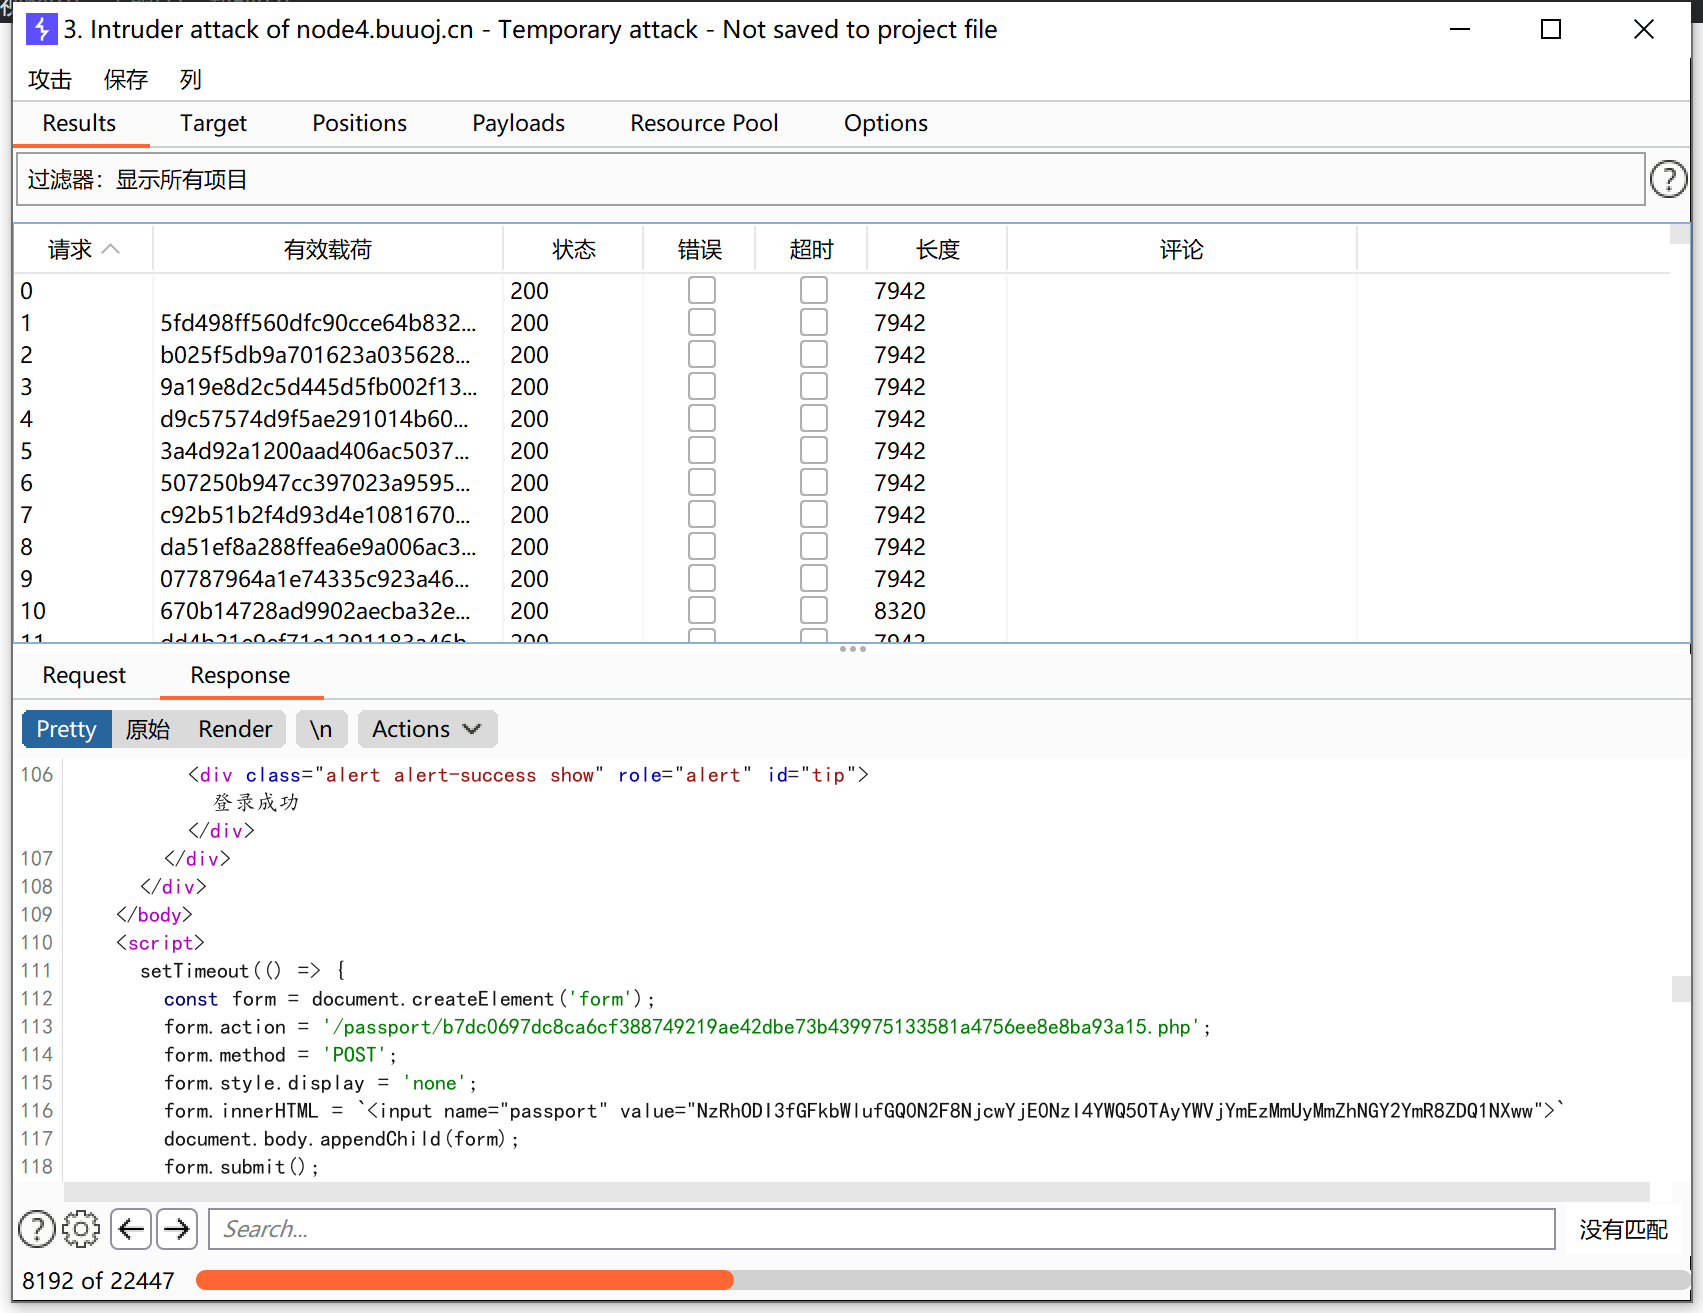 3. Intruder attack of node4.buuoj.cn - Temporary attack - Not saved to project file
攻击 保存 列
Results Target Positions Payloads Resource Pool Options
过滤器：显示所有项目
请求 有效载荷 状态 错误 超时 长度 评论
0 200 7942
1 5fd498ff560dfc90cce64b832... 200 7942
2 b025f5db9a701623a035628... 200 7942
3 9a19e8d2c5d445d5fb002f13... 200 7942
4 d9c57574d9f5ae291014b60... 200 7942
5 3a4d92a1200aad406ac5037... 200 7942
6 507250b947cc397023a9595... 200 7942
7 c92b51b2f4d93d4e1081670... 200 7942
8 da51ef8a288ffea6e9a006ac3... 200 7942
9 07787964a1e74335c923a46... 200 7942
10 670b14728ad9902aecba32e... 200 8320
11 200 7942
Request Response
Pretty 原始 Render \n Actions
106 <div class="alert alert-success show" role="alert" id="tip">
登录成功
</div>
107 </div>
108 </div>
109 </body>
110 <script>
111 setTimeout(() => {
112 const form = document.createElement('form');
113 form.action = '/passport/b7dc0697dc8ca6cf388749219ae42dbe73b439975133581a4756ee8e8ba93a15.php';
114 form.method = 'POST';
115 form.style.display = 'none';
116 form.innerHTML = `<input name="passport" value="NzRhODI3fGFkbWlufGQ0N2F8NjcwYjE0NzI4YWQ5OTAyYWVjYmEzMmUyMmZhNGY2YmR8ZDQ1NXww">`
117 document.body.appendChild(form);
118 form.submit();
Search...
没有匹配
8192 of 22447